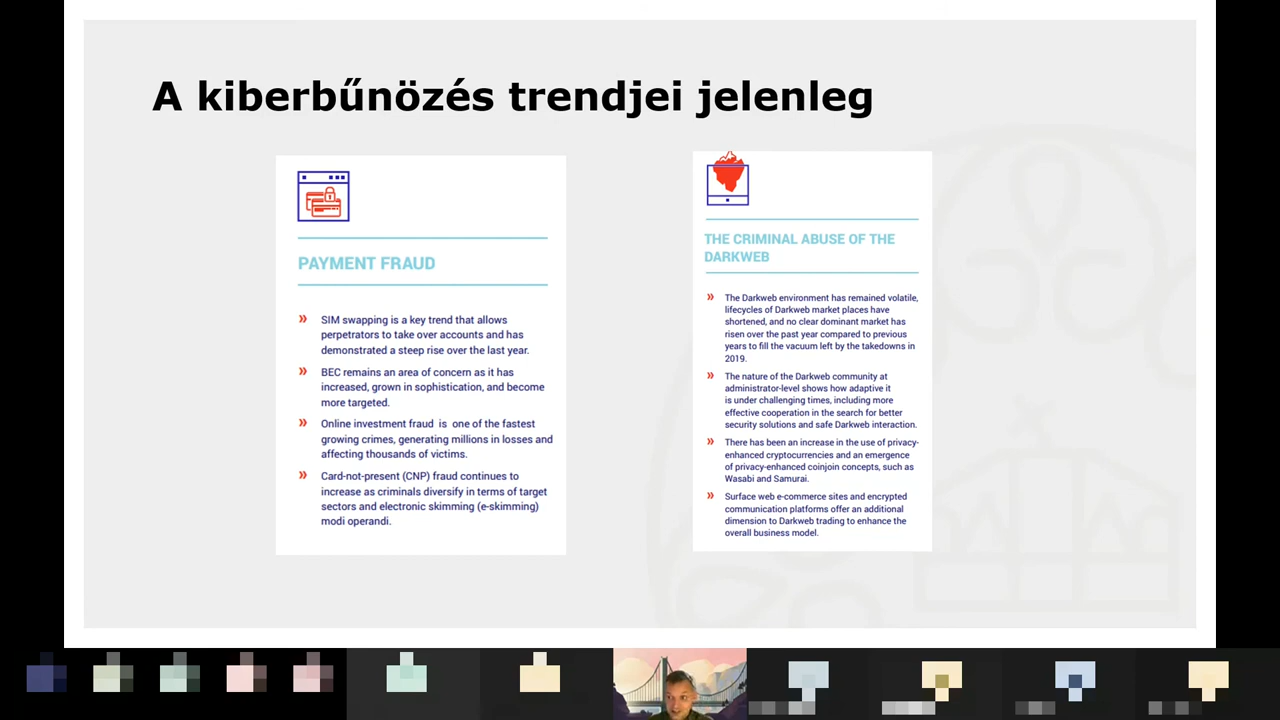 A kiberbűnözés trendjei jelenleg
PAYMENT FRAUD
» SIM swapping is a key trend that allows
perpetrators to take over accounts and has
demonstrated a steep rise over the last year.
» BEC remains an area of concern as it has
increased, grown in sophistication, and become
more targeted.
» Online investment fraud is one of the fastest
growing crimes, generating millions in losses and
affecting thousands of victims.
» Card-not-present (CNP) fraud continues to
increase as criminals diversify in terms of target
sectors and electronic skimming (e-skimming)
modi operandi.
THE CRIMINAL ABUSE OF THE
DARKWEB
» The Darkweb environment has remained volatile,
lifecycles of Darkweb market places have
shortened, and no clear dominant market has
risen over the past year compared to previous
years to fill the vacuum left by the takedowns in
2019.
» The nature of the Darkweb community at
administrator-level shows how adaptive it
is under challenging times, including more
effective cooperation in the search for better
security solutions and safe Darkweb interaction.
» There has been an increase in the use of privacy-
enhanced cryptocurrencies and an emergence
of privacy-enhanced coinjoin concepts, such as
Wasabi and Samurai.
» Surface web e-commerce sites and encrypted
communication platforms offer an additional
dimension to Darkweb trading to enhance the
overall business model.